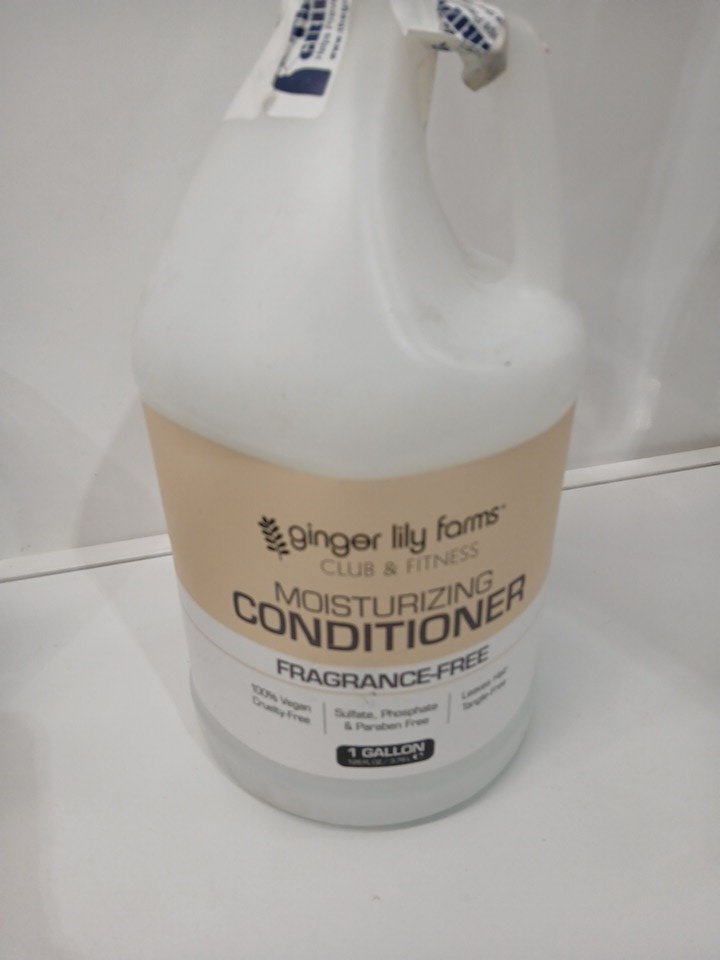 ginger lily farms
CLUB & FITNESS
MOISTURIZING
CONDITIONER
FRAGRANCE-FREE
100% Vegan
Cruelty-Free
Sulfate, Phosphate
& Paraben Free
Leaves Hair
Tangle-Free
1 GALLON